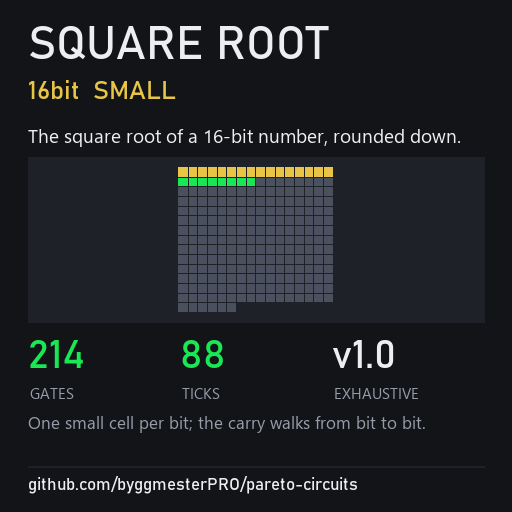 SQUARE ROOT
16bit SMALL
The square root of a 16-bit number, rounded down.
214 88 v1.0
GATES TICKS EXHAUSTIVE
One small cell per bit; the carry walks from bit to bit.
github.com/byggmesterPRO/pareto-circuits